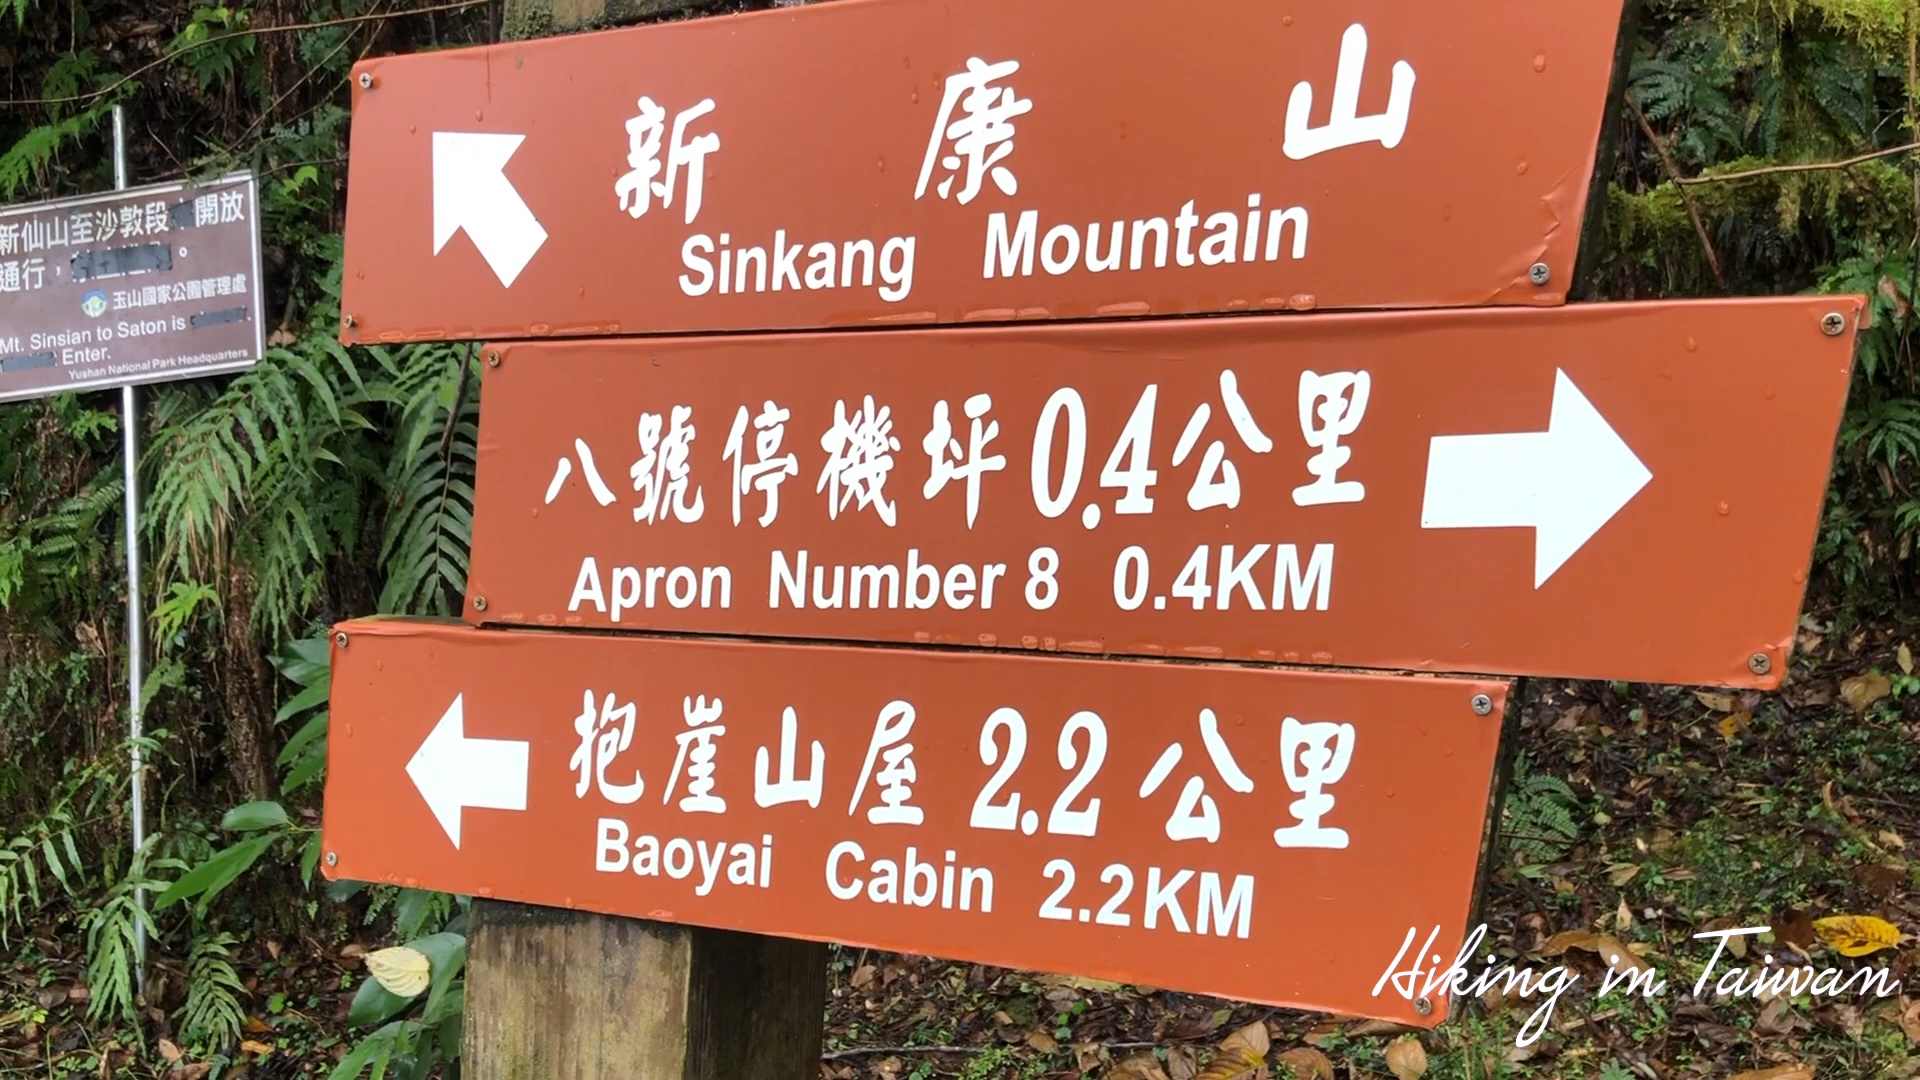 新康山
Sinkang Mountain
八號停機坪0.4公里
Apron Number 8 0.4KM
抱崖山屋 2.2公里
Baoyai Cabin 2.2KM
新仙山至沙敦段 開放
通行，。
玉山國家公園管理處
Mt. Sinsian to Saton is
Enter.
Yushan National Park Headquarters
Hiking in Taiwan